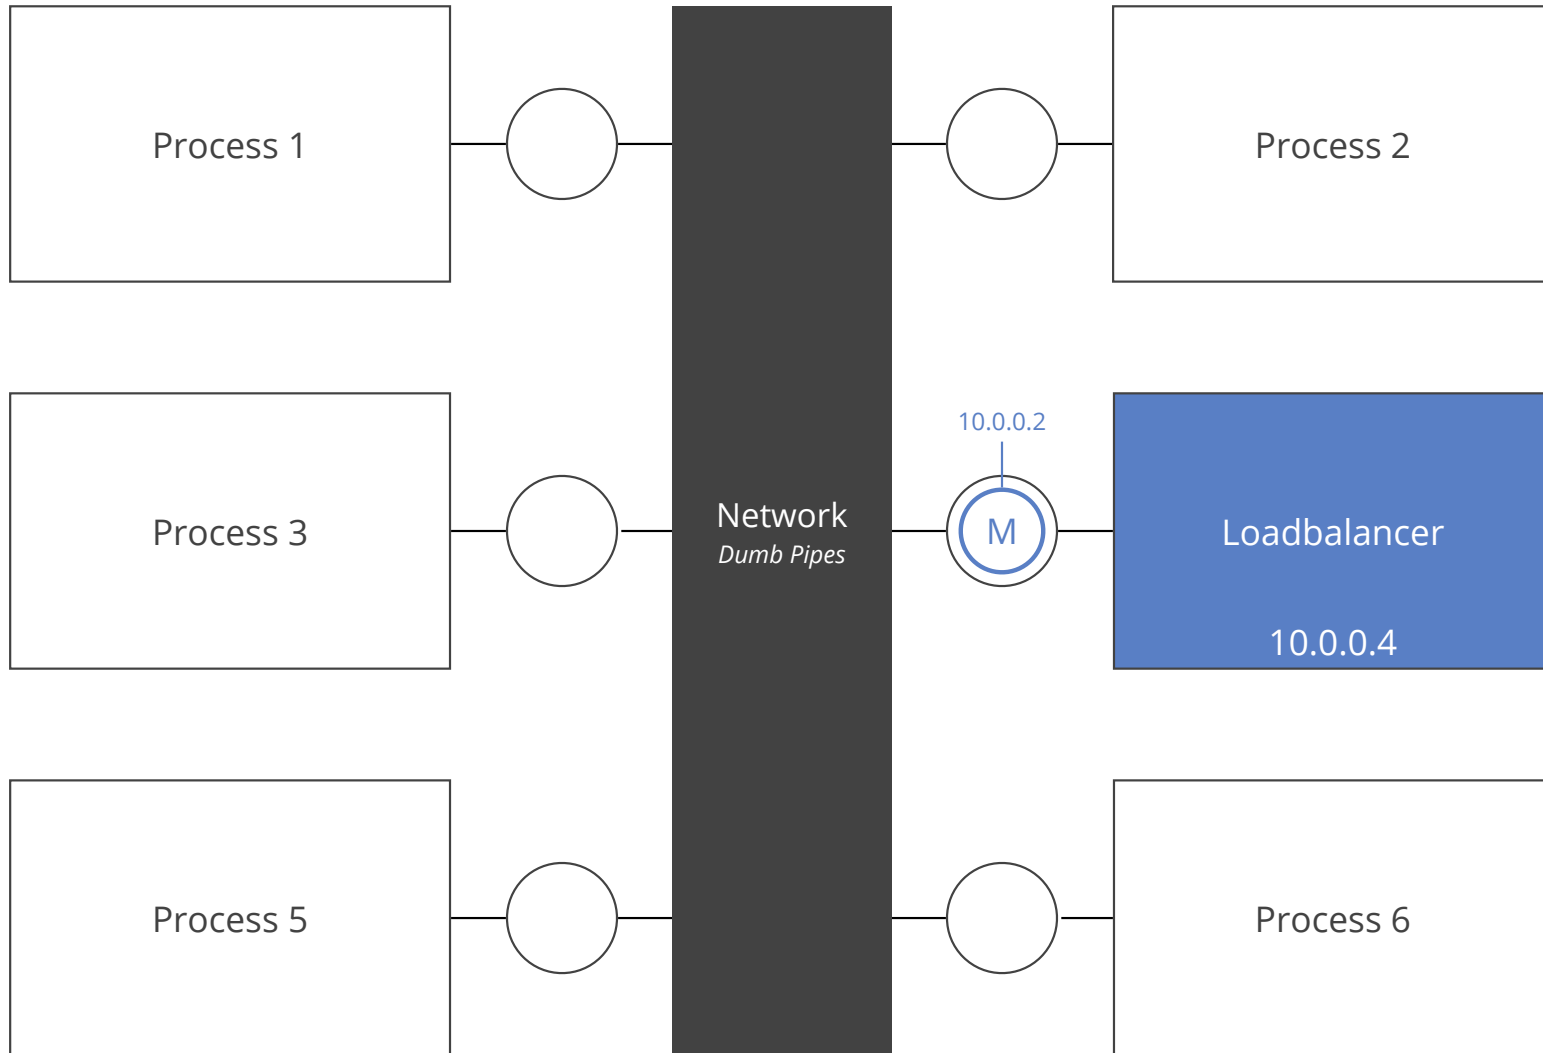 Process 1
Process 2
10.0.0.2
Process 3
Network
Dumb Pipes
M
Loadbalancer
10.0.0.4
Process 5
Process 6